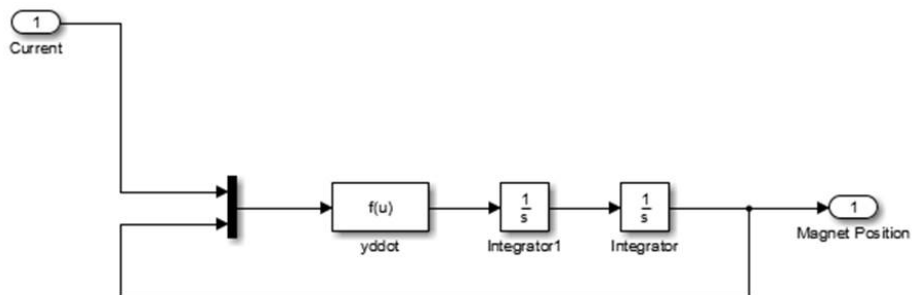 1
Current
f(u)
yddot
1
s
Integrator1
1
s
Integrator
1
Magnet Position